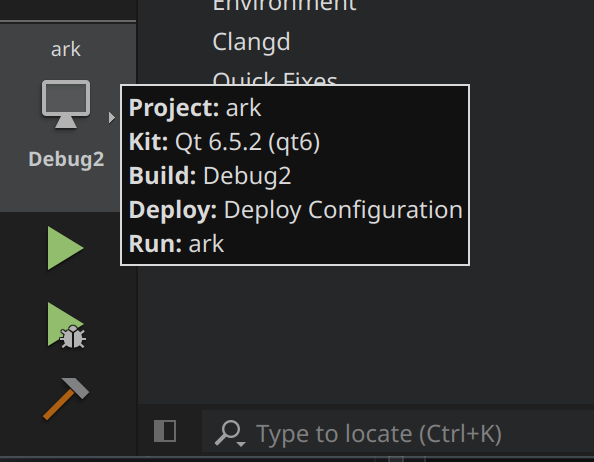 Environment
ark
Clangd
Quick Fixes
Debug2
Project: ark
Kit: Qt 6.5.2 (qt6)
Build: Debug2
Deploy: Deploy Configuration
Run: ark
Type to locate (Ctrl+K)